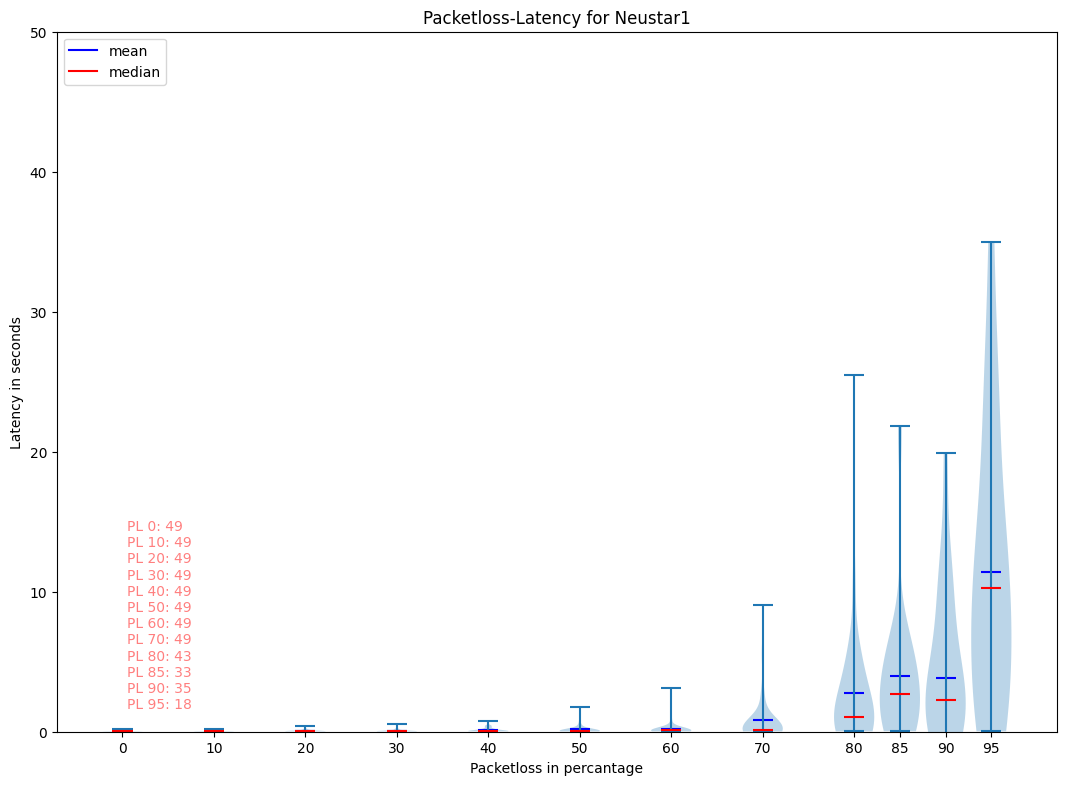 Packetloss-Latency for Neustar1
50
mean
median
40
30
20
10
0
Latency in seconds
PL 0: 49
PL 10: 49
PL 20: 49
PL 30: 49
PL 40: 49
PL 50: 49
PL 60: 49
PL 70: 49
PL 80: 43
PL 85: 33
PL 90: 35
PL 95: 18
0 10 20 30 40 50 60 70 80 85 90 95
Packetloss in percantage